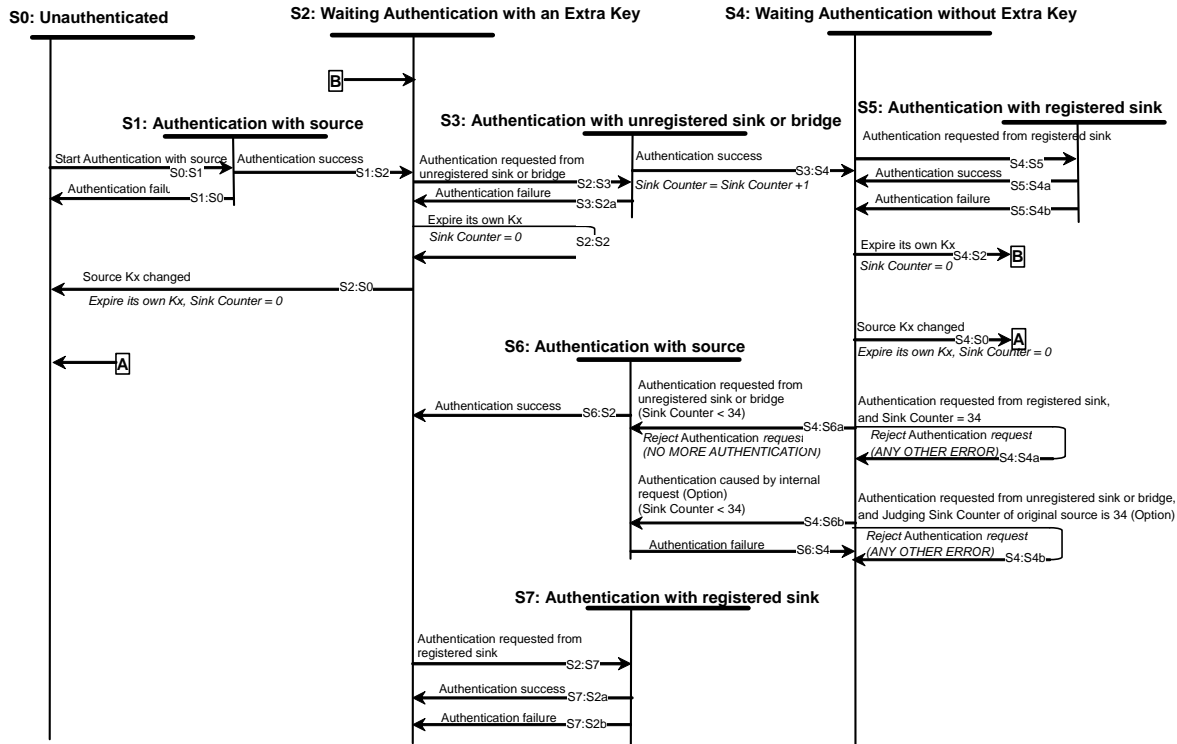 S0: Unauthenticated
S2: Waiting Authentication with an Extra Key
S4: Waiting Authentication without Extra Key
B
S1: Authentication with source
S3: Authentication with unregistered sink or bridge
S5: Authentication with registered sink
Start Authentication with source
S0:S1
Authentication failu
S1:S0
Authentication success
S1:S2
Authentication requested from
unregistered sink or bridge
S2:S3
Authentication failure
S3:S2a
Authentication success
S3:S4
Sink Counter = Sink Counter +1
Authentication requested from registered sink
S4:S5
Authentication success
S5:S4a
Authentication failure
S5:S4b
Expire its own Kx
Sink Counter = 0
S2:S2
Expire its own Kx
S4:S2
Sink Counter = 0
B
Source Kx changed
S2:S0
Expire its own Kx, Sink Counter = 0
Source Kx changed
S4:S0
A
Expire its own Kx, Sink Counter = 0
A
S6: Authentication with source
Authentication success
S6:S2
Authentication requested from
unregistered sink or bridge
(Sink Counter < 34)
S4:S6a
Reject Authentication request
(NO MORE AUTHENTICATION)
Authentication requested from registered sink,
and Sink Counter = 34
Reject Authentication request
(ANY OTHER ERROR)
S4:S4a
Authentication caused by internal
request (Option)
(Sink Counter < 34)
S4:S6b
Authentication failure
S6:S4
Authentication requested from unregistered sink or bridge,
and Judging Sink Counter of original source is 34 (Option)
Reject Authentication request
(ANY OTHER ERROR)
S4:S4b
S7: Authentication with registered sink
Authentication requested from
registered sink
S2:S7
Authentication success
S7:S2a
Authentication failure
S7:S2b